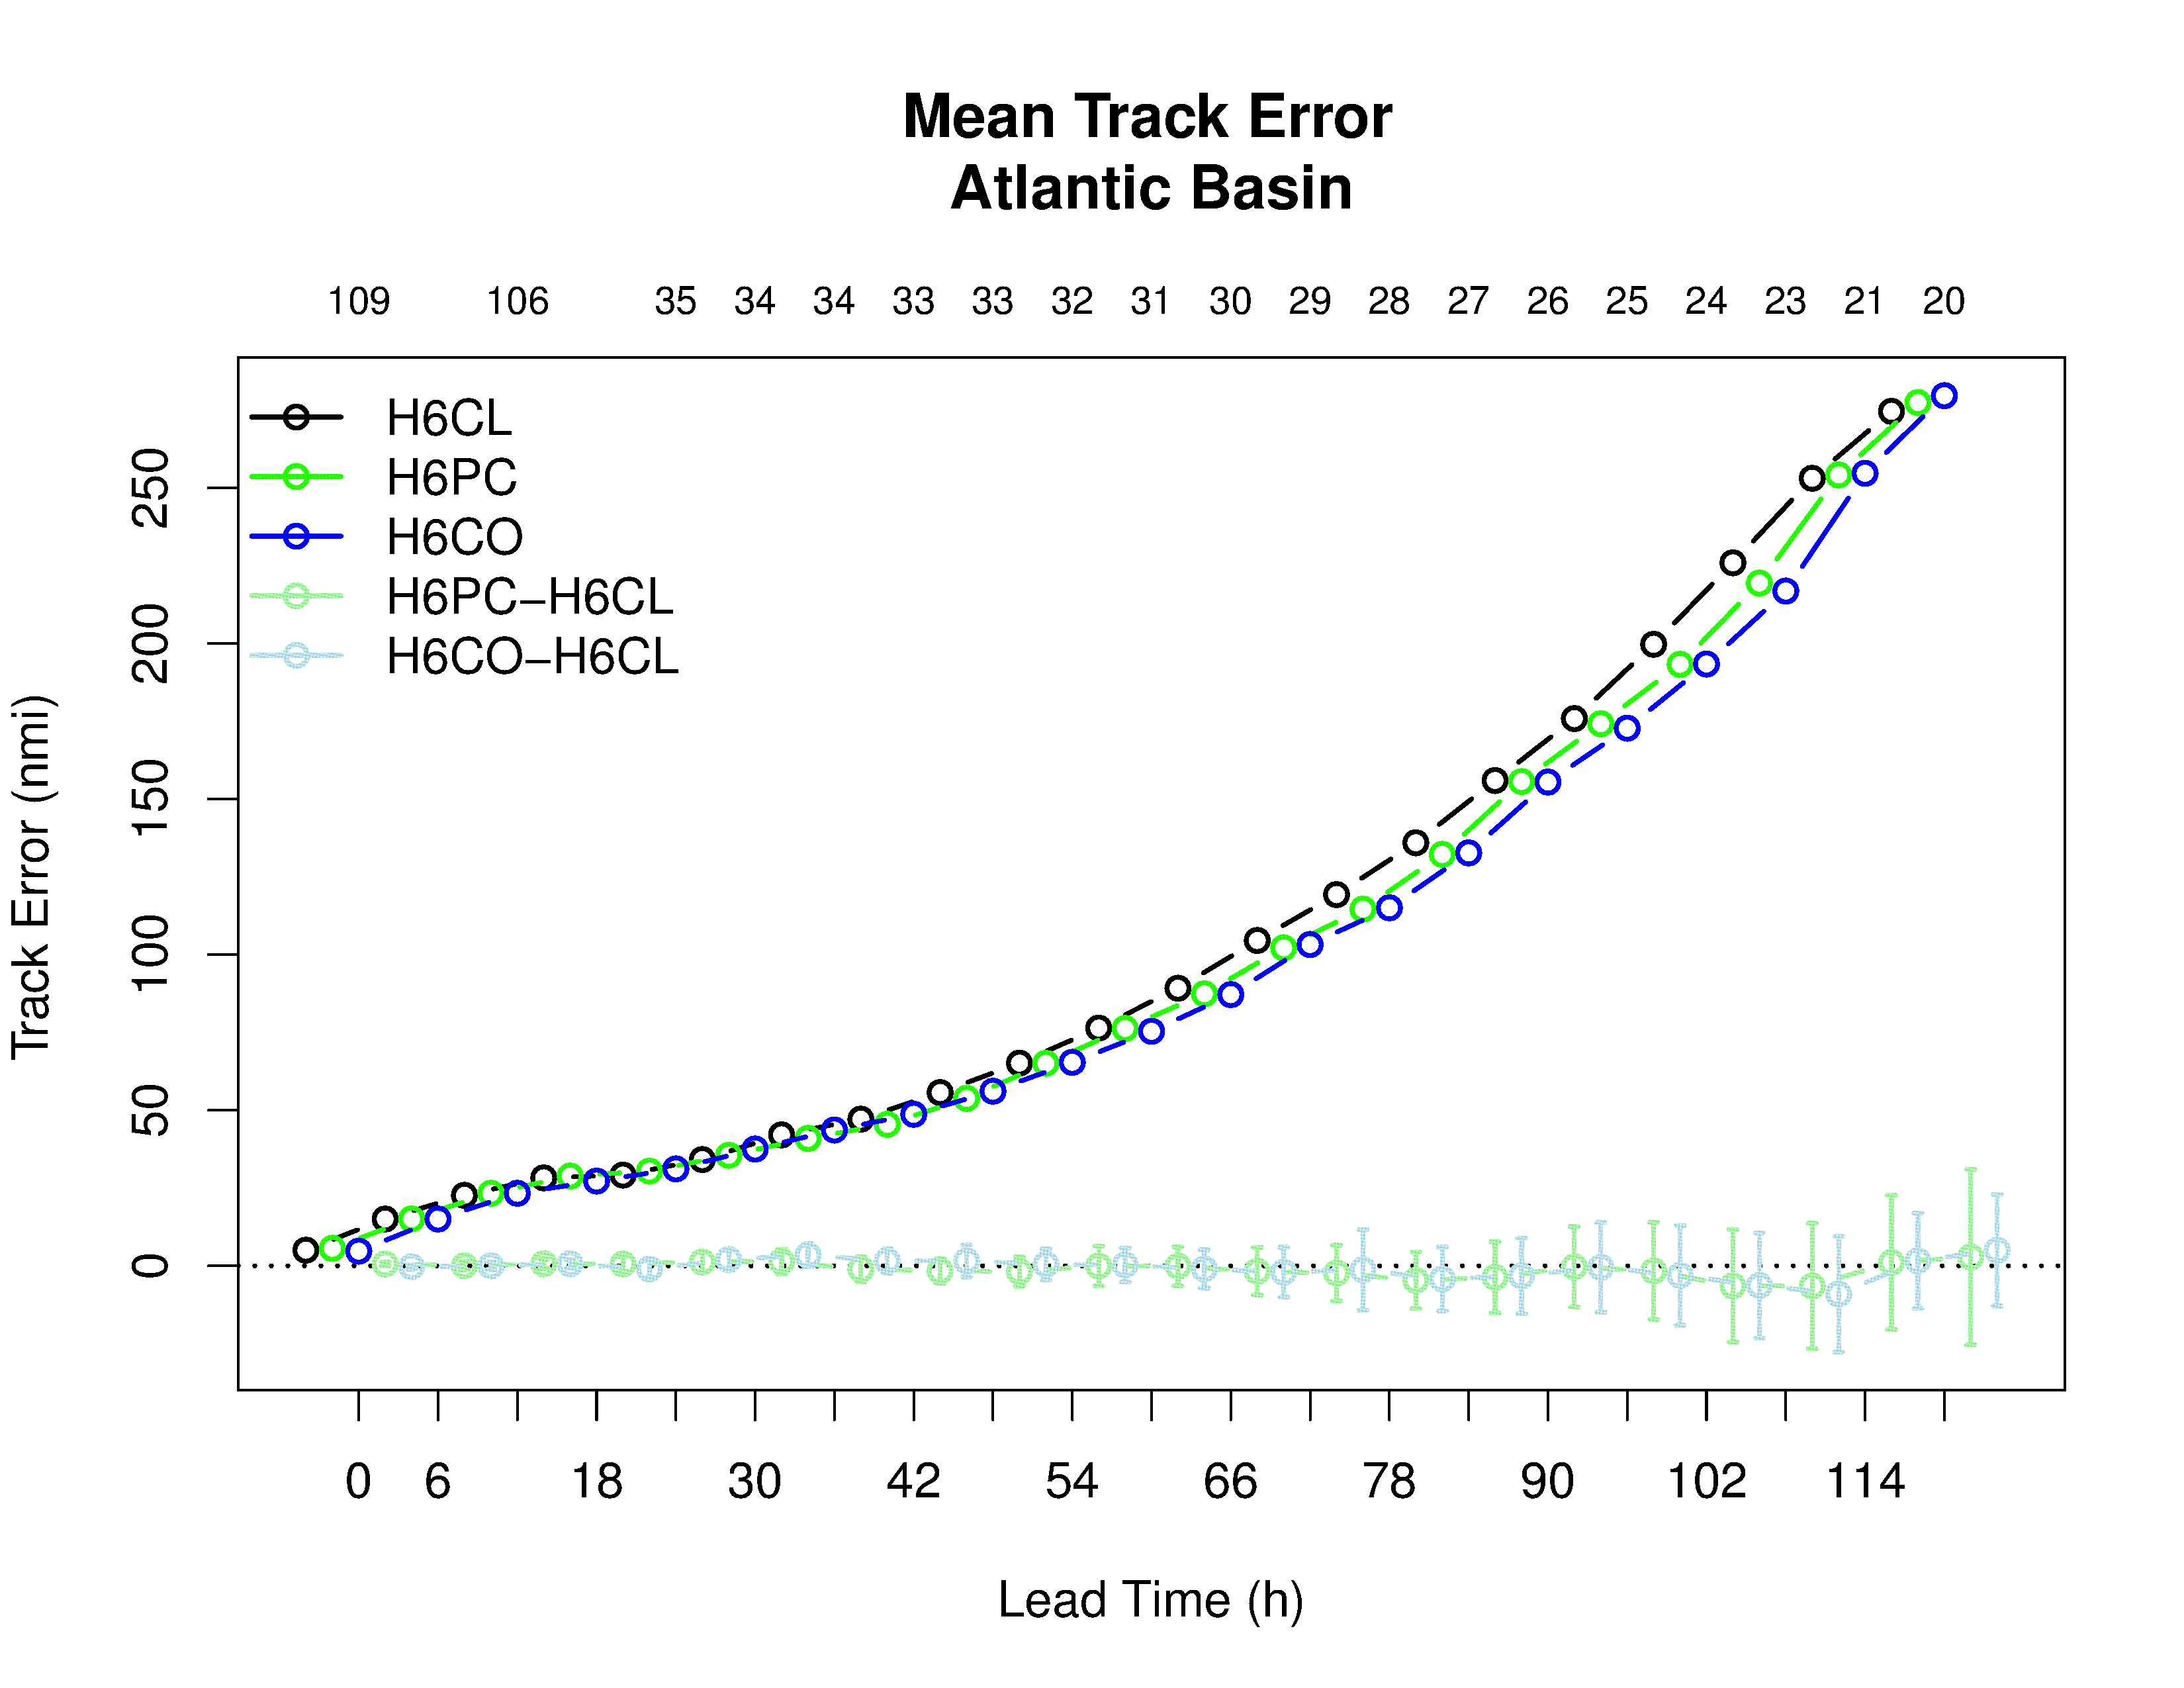 Mean Track Error
Atlantic Basin
109 106 35 34 34 33 33 32 31 30 29 28 27 26 25 24 23 21 20
H6CL
H6PC
H6CO
H6PC–H6CL
H6CO–H6CL
Track Error (nmi)
250
200
150
100
50
0
0 6 18 30 42 54 66 78 90 102 114
Lead Time (h)